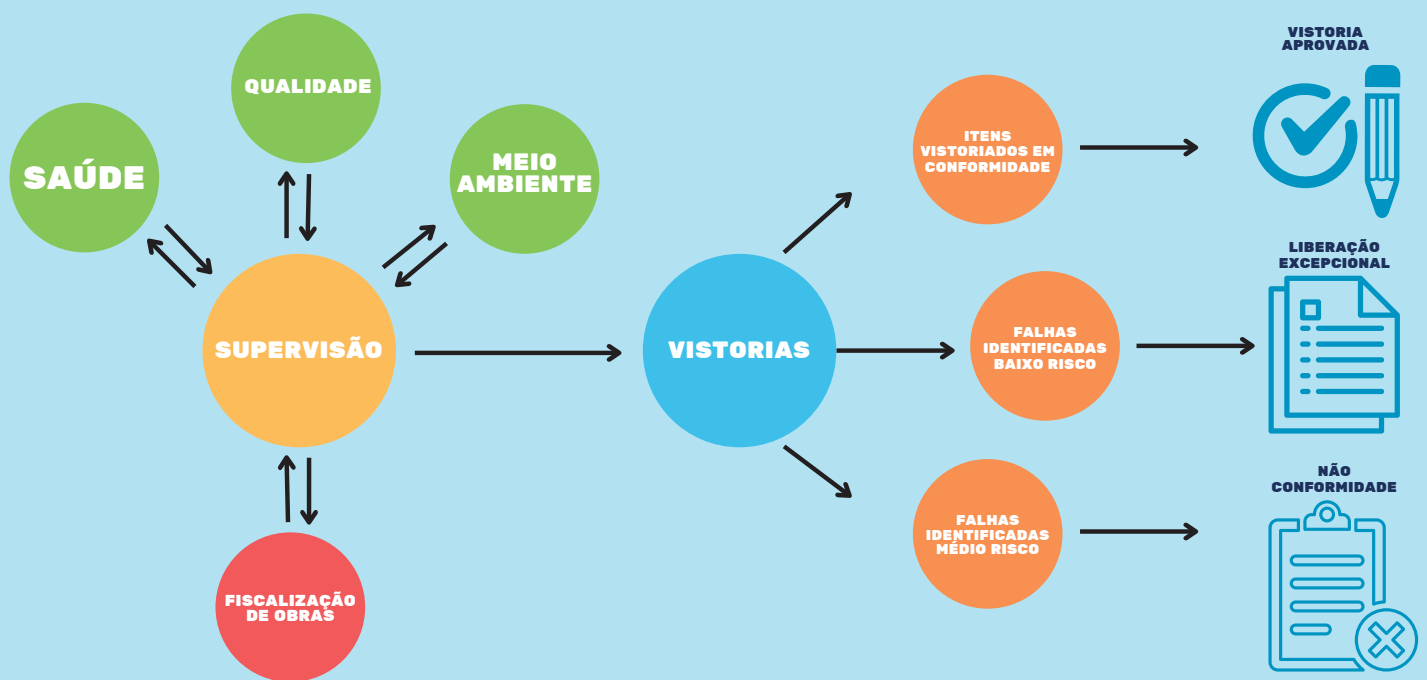 SAÚDE
QUALIDADE
MEIO
AMBIENTE
SUPERVISÃO
FISCALIZAÇÃO
DE OBRAS
VISTORIAS
ITENS
VISTORIADOS EM
CONFORMIDADE
VISTORIA
APROVADA
FALHAS
IDENTIFICADAS
BAIXO RISCO
LIBERAÇÃO
EXCEPCIONAL
FALHAS
IDENTIFICADAS
MÉDIO RISCO
NÃO
CONFORMIDADE